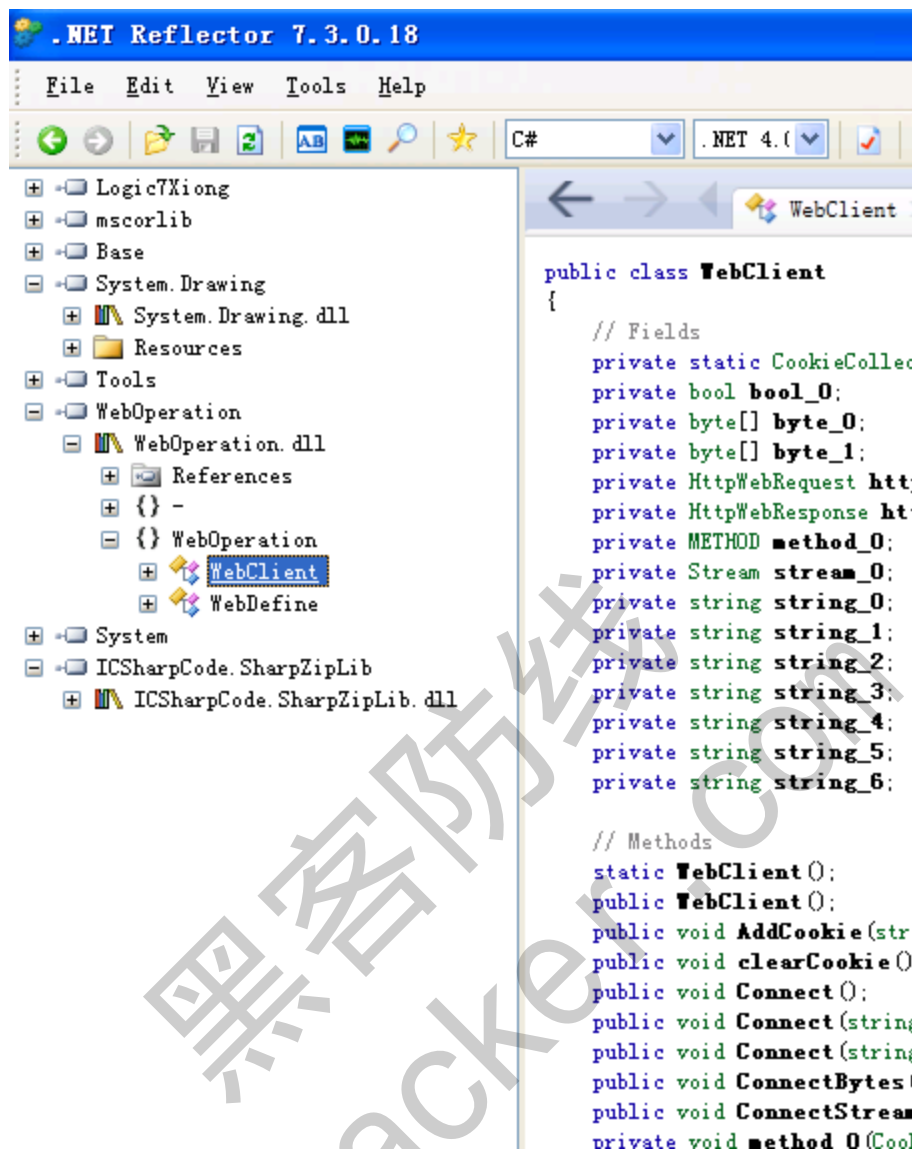 .NET Reflector 7.3.0.18
File Edit View Tools Help
C# .NET 4.(
Logic7Xiong
mscorlib
Base
System.Drawing
System.Drawing.dll
Resources
Tools
WebOperation
WebOperation.dll
References
{} -
{} WebOperation
WebClient
WebDefine
System
ICSharpCode.SharpZipLib
ICSharpCode.SharpZipLib.dll
WebClient
public class WebClient
{
// Fields
private static CookieCollec
private bool bool_0;
private byte[] byte_0;
private byte[] byte_1;
private HttpWebRequest htt
private HttpWebResponse ht
private METHOD method_0;
private Stream stream_0;
private string string_0;
private string string_1;
private string string_2;
private string string_3;
private string string_4;
private string string_5;
private string string_6;
// Methods
static WebClient();
public WebClient();
public void AddCookie(str
public void clearCookie()
public void Connect();
public void Connect(string
public void Connect(string
public void ConnectBytes(
public void ConnectStream
private void method_0(Cook
黑客防线
acker.com